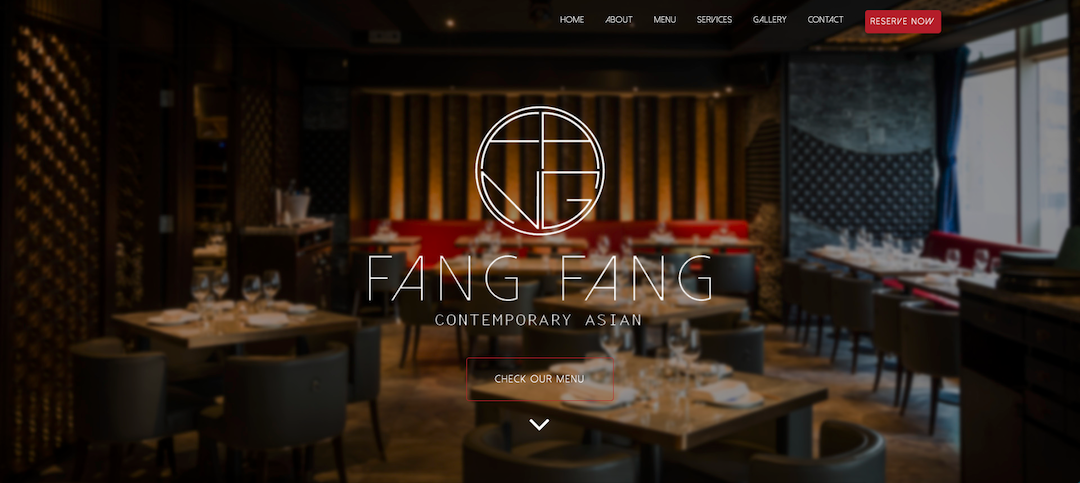 HOME ABOUT MENU SERVICES GALLERY CONTACT RESERVE NOW
FANG FANG
CONTEMPORARY ASIAN
CHECK OUR MENU